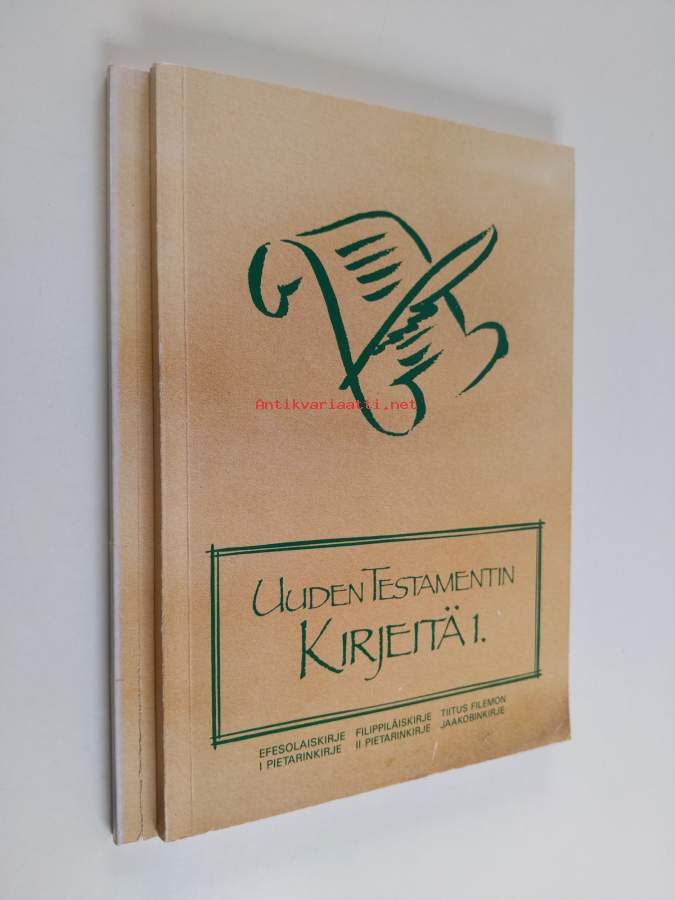 Antikvariaatti.net
UUDEN TESTAMENTIN
KIRJEITÄ 1.
EFESOLAISKIRJE FILIPPILÄISKIRJE TIITUS FILEMON
I PIETARINKIRJE II PIETARINKIRJE JAAKOBINKIRJE